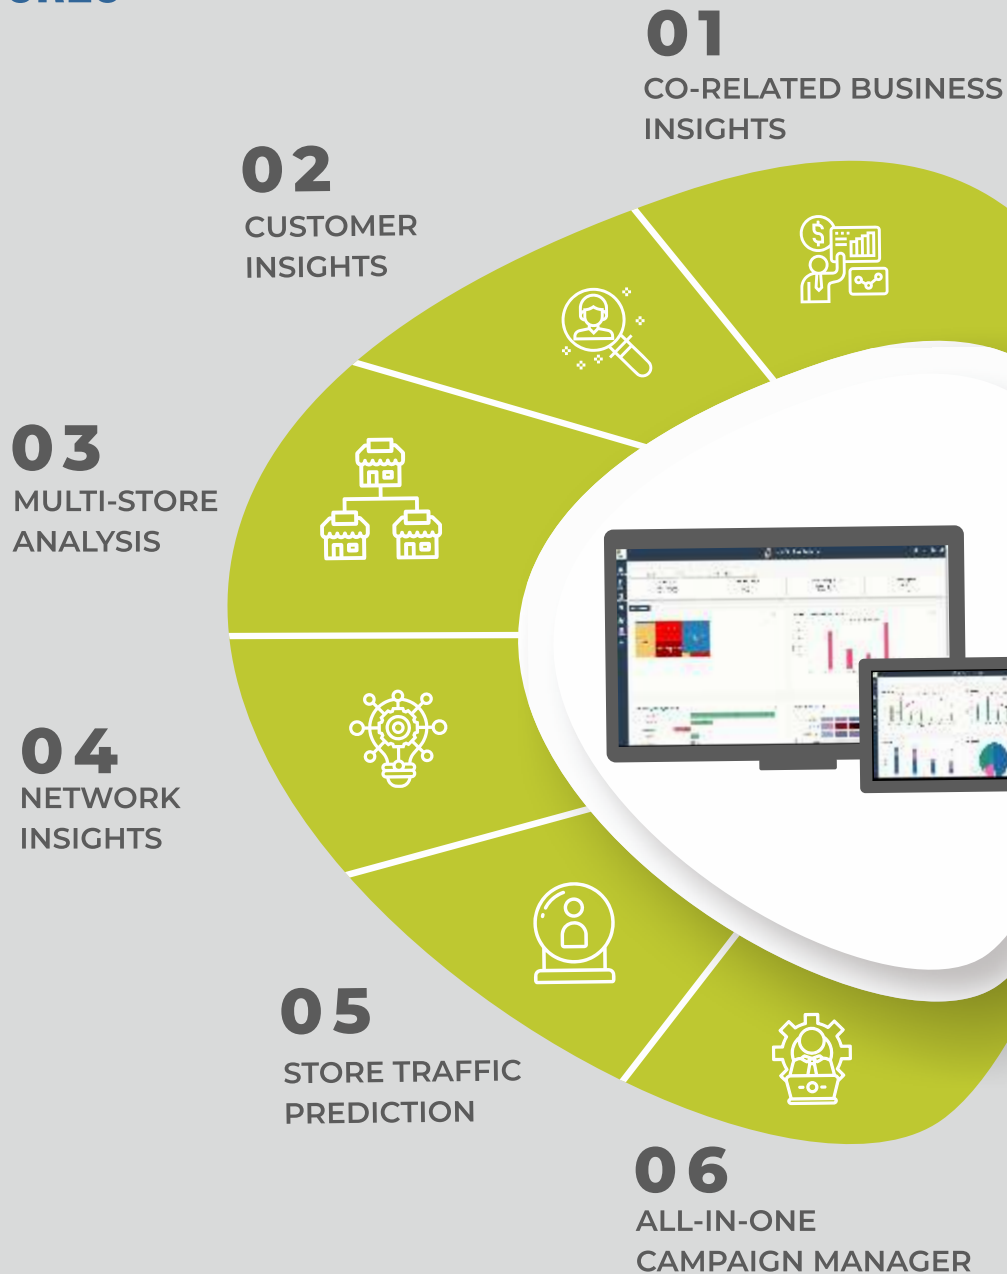 01
CO-RELATED BUSINESS
INSIGHTS
02
CUSTOMER
INSIGHTS
03
MULTI-STORE
ANALYSIS
04
NETWORK
INSIGHTS
05
STORE TRAFFIC
PREDICTION
06
ALL-IN-ONE
CAMPAIGN MANAGER